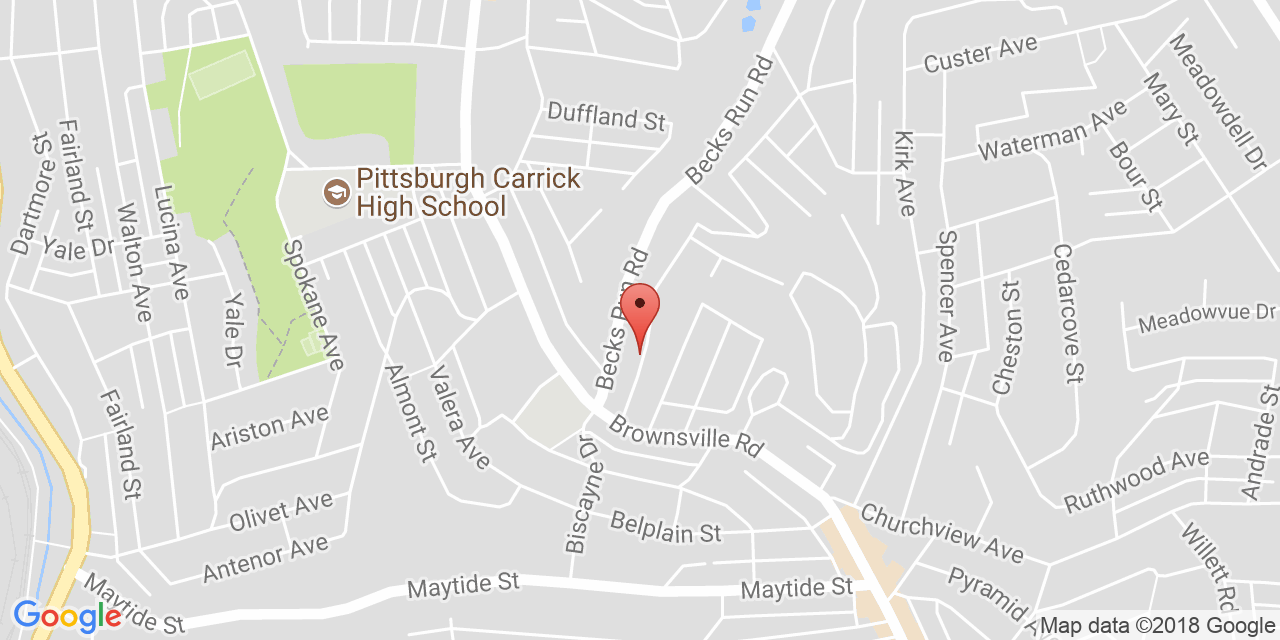 Becks Run Rd
Custer Ave
Meadowdell Dr
Mary St
Duffland St
Waterman Ave
Bour St
Kirk Ave
Dartmore St
Fairland St
Pittsburgh Carrick
High School
Lucina Ave
Walton Ave
Yale Dr
Spokane Ave
Yale Dr
Becks Run Rd
Spencer Ave
Chestown St
Cedarcove St
Meadowvue Dr
Fairland St
Almont St
Valera Ave
Ariston Ave
Brownsville Rd
Biscayne Dr
Andrade St
Ruthwood Ave
Olivet Ave
Belplain St
Churchview Ave
Antenor Ave
Willett Rd
Maytide St
Maytide St
Maytide St
Pyramid A
Google
Map data ©2018 Google